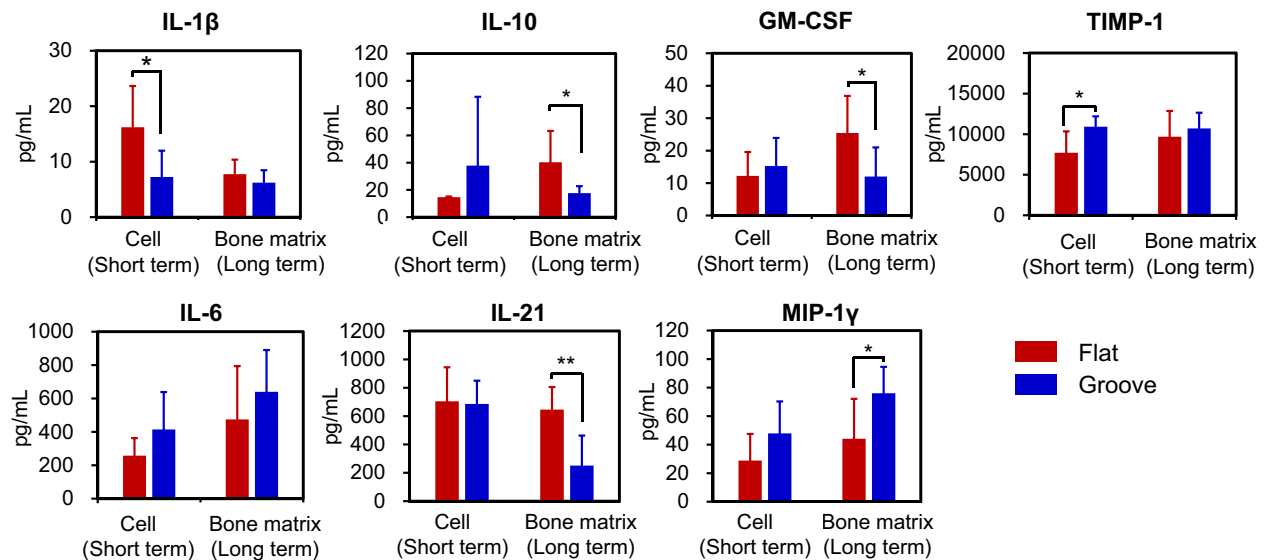 IL-1β
IL-10
GM-CSF
TIMP-1
pg/mL
30
20
10
0
*
Cell
(Short term)
Bone matrix
(Long term)
pg/mL
120
100
80
60
40
20
0
*
Cell
(Short term)
Bone matrix
(Long term)
pg/mL
50
40
30
20
10
0
*
Cell
(Short term)
Bone matrix
(Long term)
pg/mL
20000
15000
10000
5000
0
*
Cell
(Short term)
Bone matrix
(Long term)
IL-6
IL-21
MIP-1γ
pg/mL
1000
800
600
400
200
0
Cell
(Short term)
Bone matrix
(Long term)
pg/mL
1200
1000
800
600
400
200
0
**
Cell
(Short term)
Bone matrix
(Long term)
pg/mL
120
100
80
60
40
20
0
*
Cell
(Short term)
Bone matrix
(Long term)
Flat
Groove